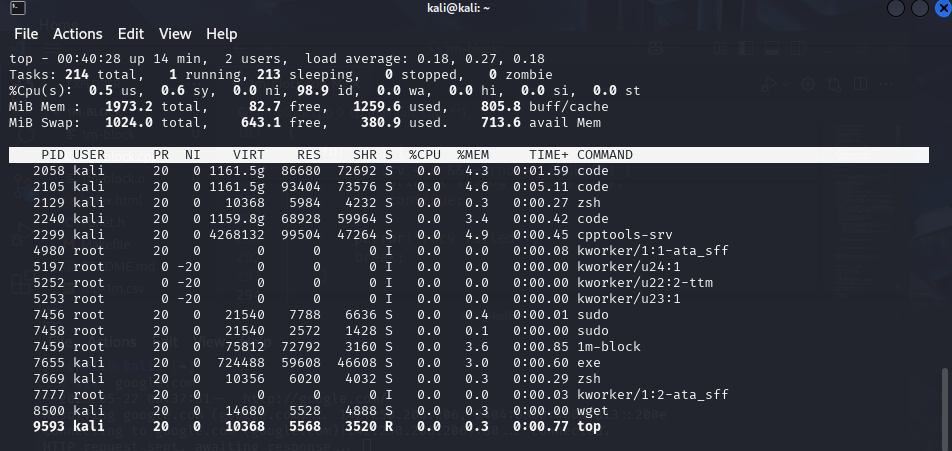 kali@kali: ~
File Actions Edit View Help
top - 00:40:28 up 14 min, 2 users, load average: 0.18, 0.27, 0.18
Tasks: 214 total, 1 running, 213 sleeping, 0 stopped, 0 zombie
%Cpu(s): 0.5 us, 0.6 sy, 0.0 ni, 98.9 id, 0.0 wa, 0.0 hi, 0.0 si, 0.0 st
MiB Mem : 1973.2 total, 82.7 free, 1259.6 used, 805.8 buff/cache
MiB Swap: 1024.0 total, 643.1 free, 380.9 used. 713.6 avail Mem
PID USER PR NI VIRT RES SHR S %CPU %MEM TIME+ COMMAND
2058 kali 20 0 1161.5g 86680 72692 S 0.0 4.3 0:01.59 code
2105 kali 20 0 1161.5g 93404 73576 S 0.0 4.6 0:05.11 code
2129 kali 20 0 10368 5984 4232 S 0.0 0.3 0:00.27 zsh
2240 kali 20 0 1159.8g 68928 59964 S 0.0 3.4 0:00.42 code
2299 kali 20 0 4268132 99504 47264 S 0.0 4.9 0:00.45 cpptools-srv
4980 root 20 0 0 0 0 I 0.0 0.0 0:00.08 kworker/1:1-ata_sff
5197 root 0 -20 0 0 0 I 0.0 0.0 0:00.00 kworker/u24:1
5252 root 0 -20 0 0 0 I 0.0 0.0 0:00.00 kworker/u22:2-ttm
5253 root 0 -20 0 0 0 I 0.0 0.0 0:00.00 kworker/u23:1
7456 root 20 0 21540 7788 6636 S 0.0 0.4 0:00.01 sudo
7458 root 20 0 21540 2572 1428 S 0.0 0.1 0:00.00 sudo
7459 root 20 0 75812 72792 3160 S 0.0 3.6 0:00.85 1m-block
7655 kali 20 0 724488 59608 46608 S 0.0 3.0 0:00.60 exe
7669 kali 20 0 10356 6020 4032 S 0.0 0.3 0:00.29 zsh
7777 root 20 0 0 0 0 I 0.0 0.0 0:00.03 kworker/1:2-ata_sff
8500 kali 20 0 14680 5528 4888 S 0.0 0.3 0:00.00 wget
9593 kali 20 0 10368 5568 3520 R 0.0 0.3 0:00.77 top
HTTP request sent, awaiting response...